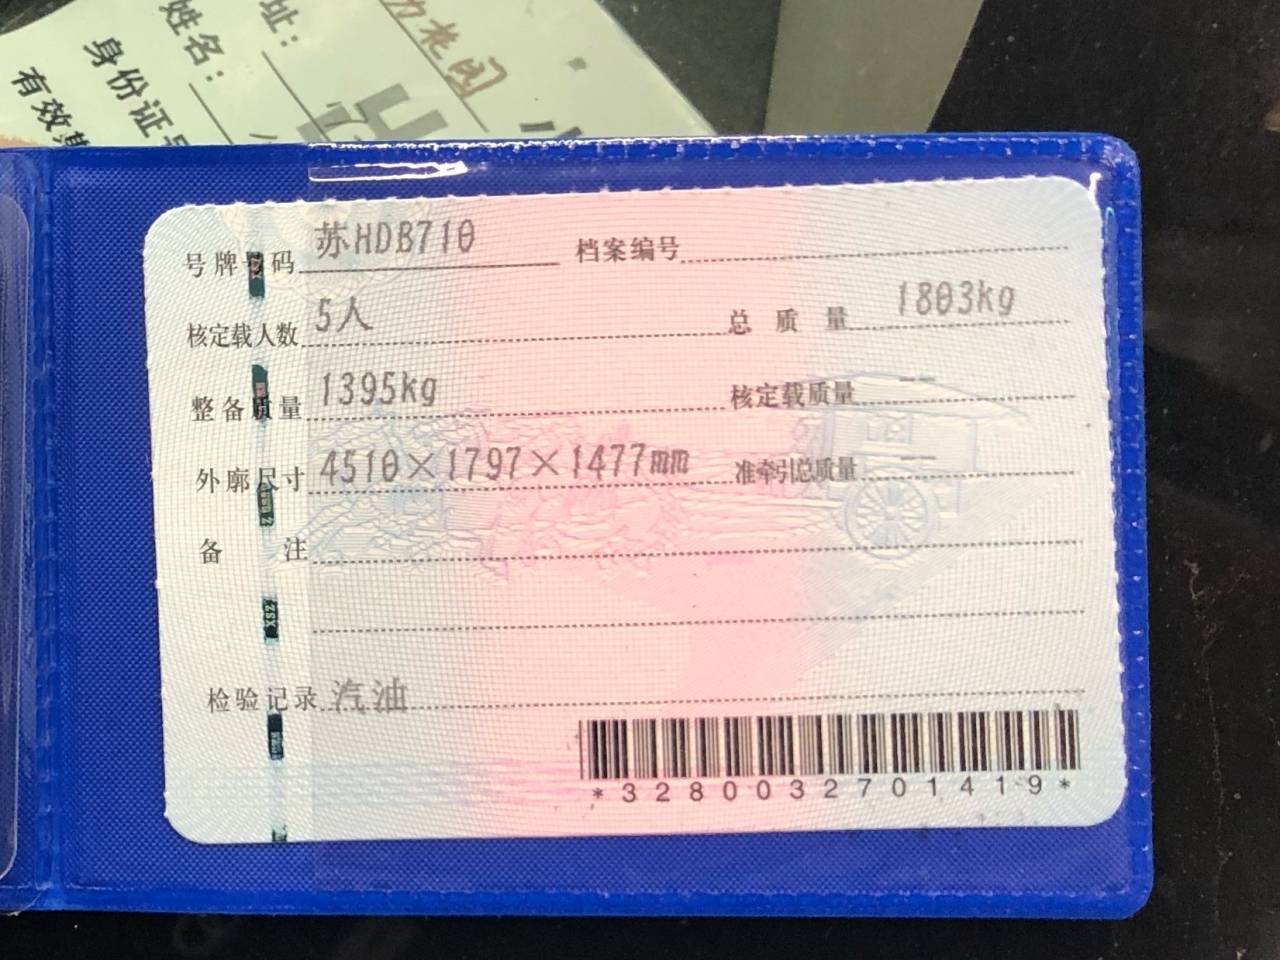 址：
姓名：
身份证号
有效期
号牌号码 苏HDB710 档案编号
核定载人数 5人 总质量 1803kg
整备质量 1395kg 核定载质量 --
外廓尺寸 4510×1797×1477mm 准牵引总质量 --
备注
检验记录 汽油
*3280032701419*